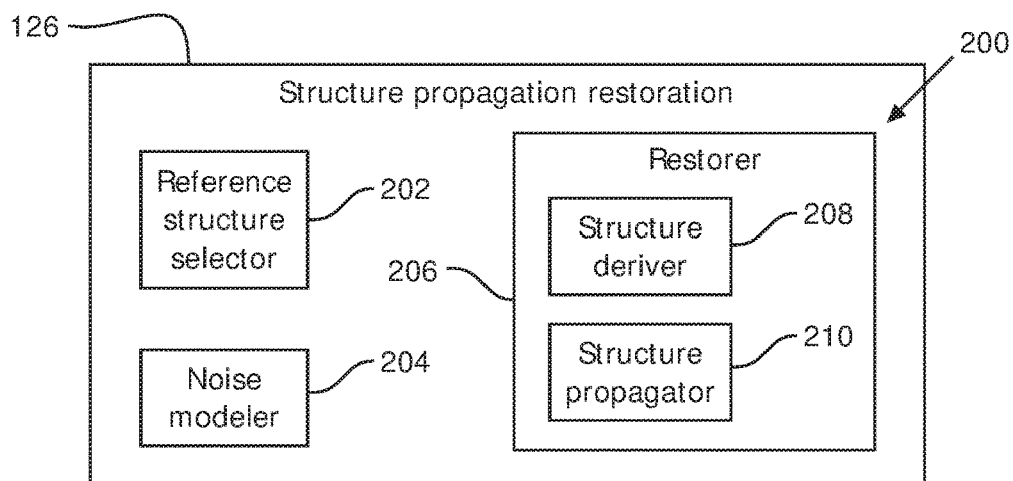 126
200
Structure propagation restoration
Restorer
Reference
structure
selector
202
Structure
deriver
208
206
Noise
modeler
204
Structure
propagator
210